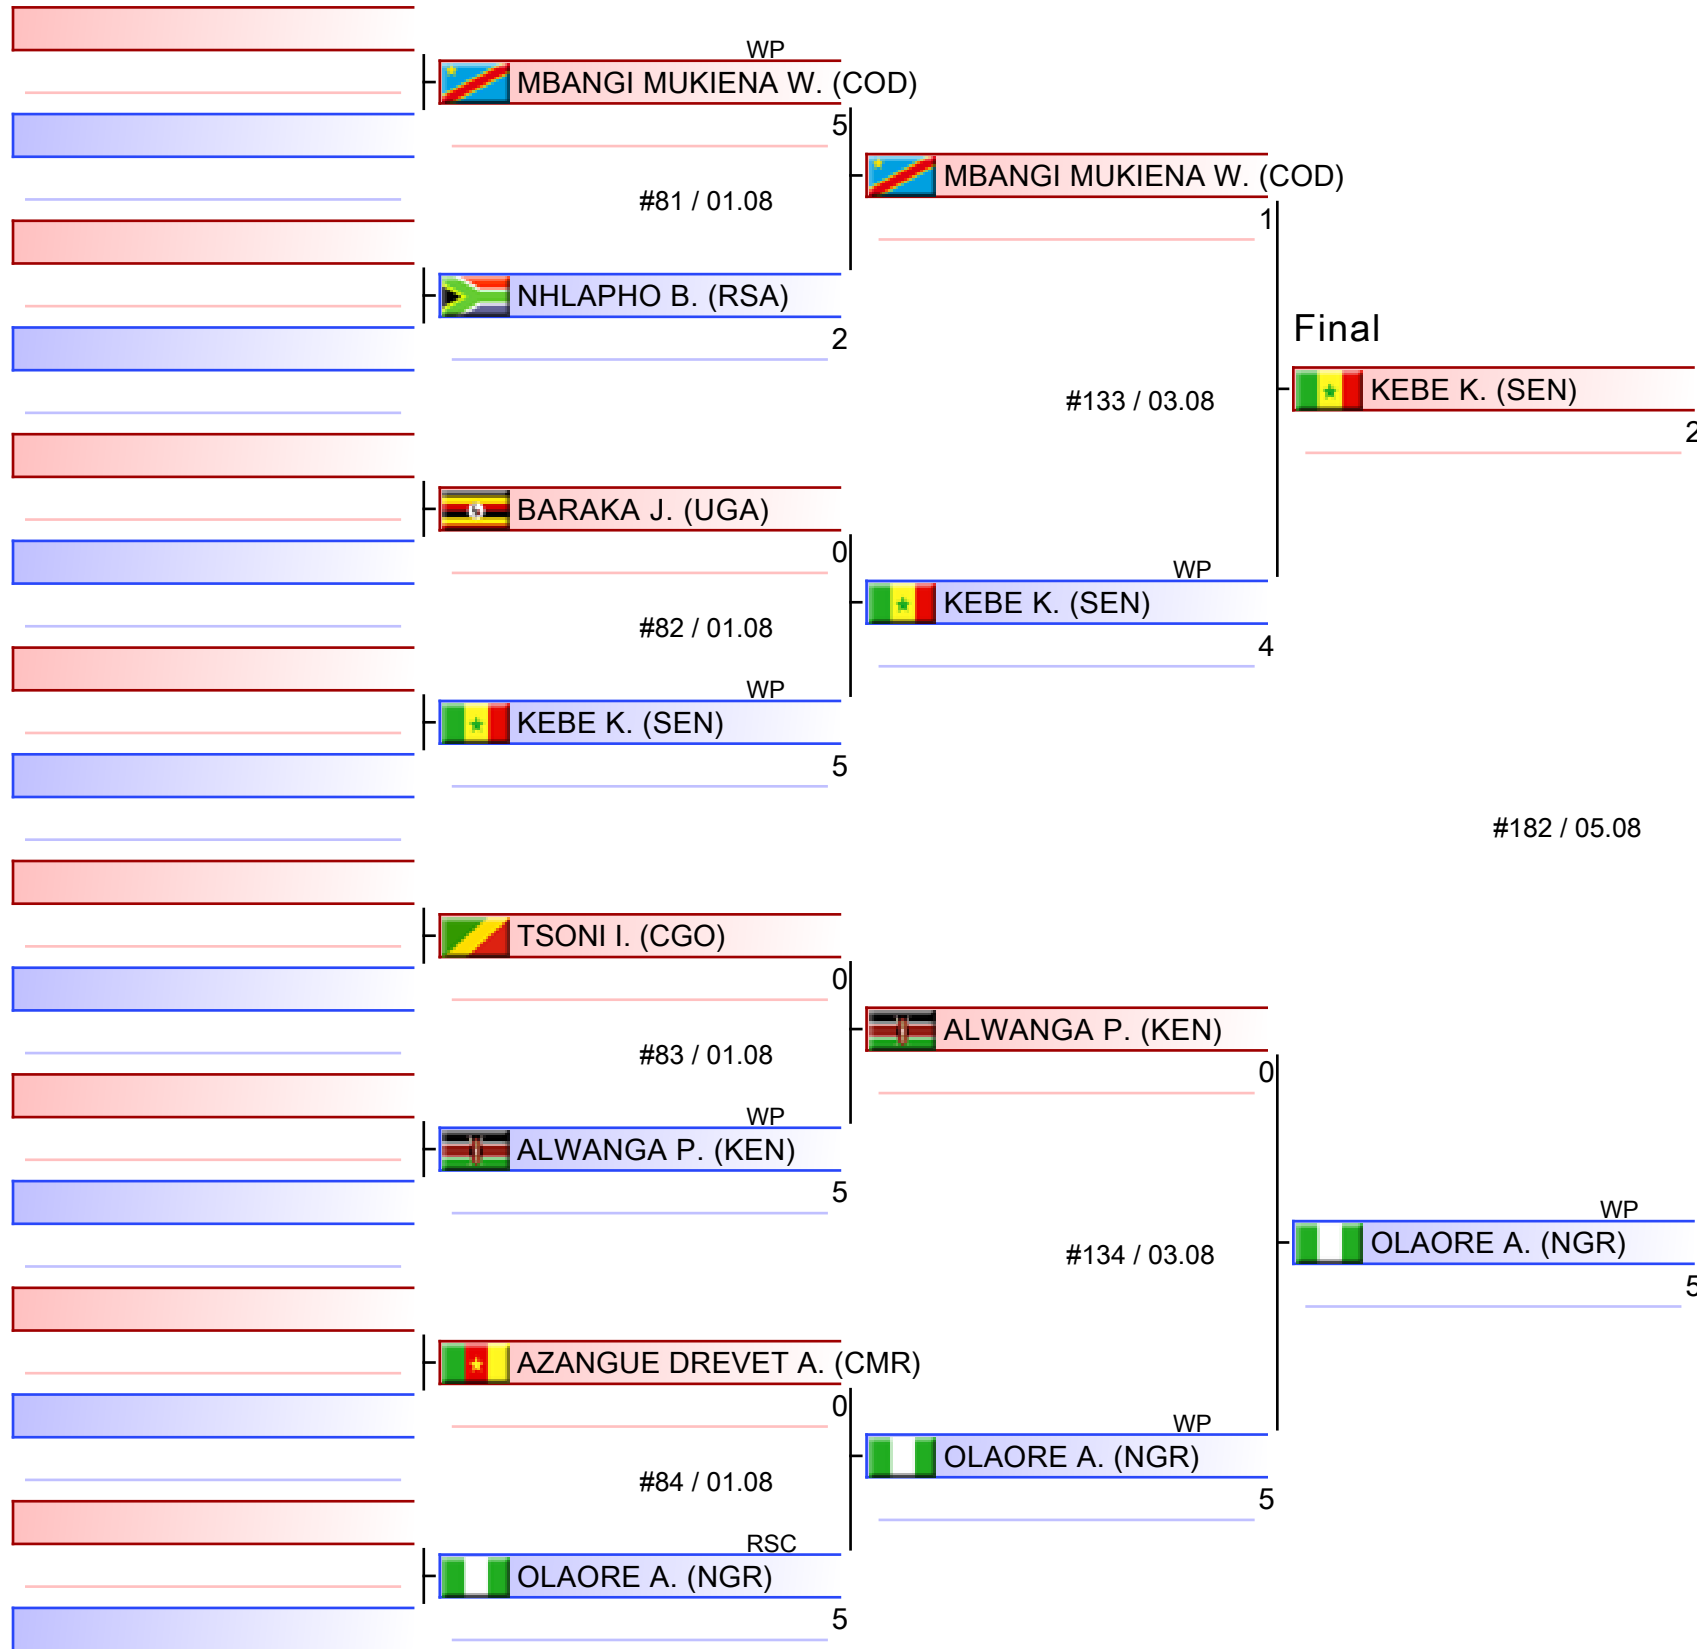 WP
MBANGI MUKIENA W. (COD)
5
#81 / 01.08
NHLAPHO B. (RSA)
2
BARAKA J. (UGA)
0
#82 / 01.08
WP
KEBE K. (SEN)
5
TSONI I. (CGO)
0
#83 / 01.08
WP
ALWANGA P. (KEN)
5
AZANGUE DREVET A. (CMR)
0
#84 / 01.08
RSC
OLAORE A. (NGR)
5
MBANGI MUKIENA W. (COD)
1
#133 / 03.08
WP
KEBE K. (SEN)
4
ALWANGA P. (KEN)
0
#134 / 03.08
WP
OLAORE A. (NGR)
5
Final
KEBE K. (SEN)
2
#182 / 05.08
WP
OLAORE A. (NGR)
5